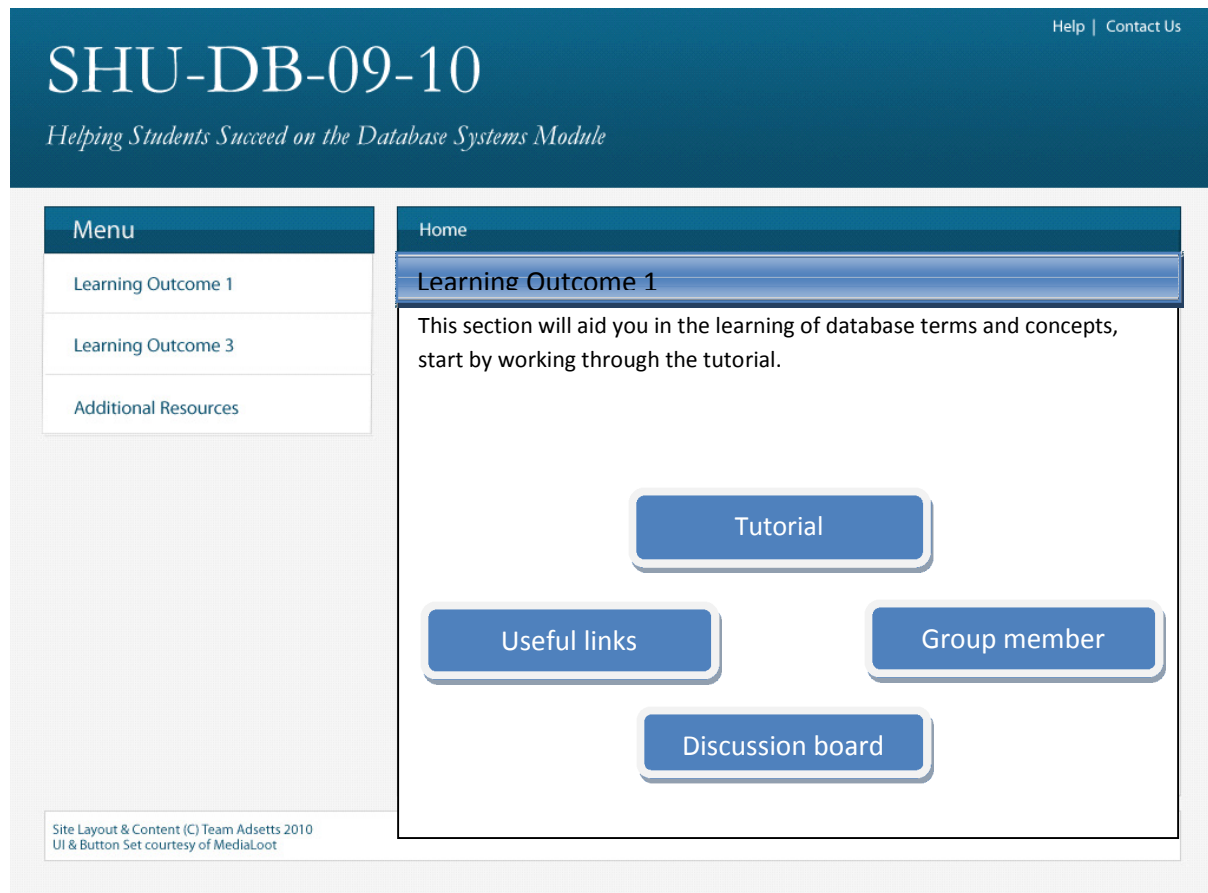 Help | Contact Us
SHU-DB-09-10
Helping Students Succeed on the Database Systems Module
Menu
Learning Outcome 1
Learning Outcome 3
Additional Resources
Home
Learning Outcome 1
This section will aid you in the learning of database terms and concepts,
start by working through the tutorial.
Tutorial
Useful links
Group member
Discussion board
Site Layout & Content (C) Team Adsetts 2010
UI & Button Set courtesy of MediaLoot